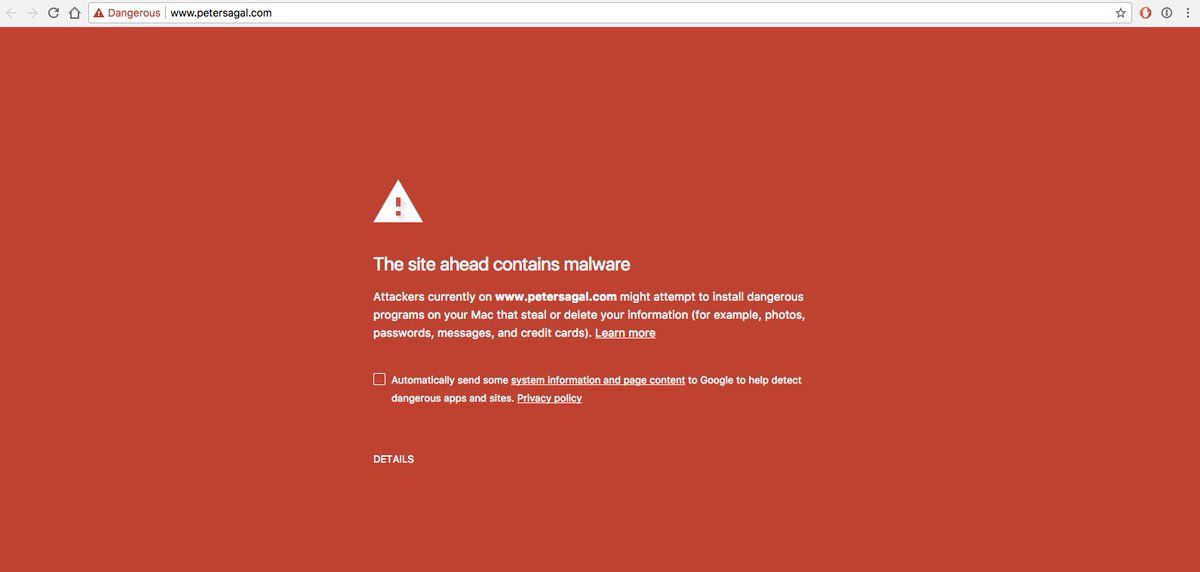 Dangerous www.petersagal.com
The site ahead contains malware
Attackers currently on www.petersagal.com might attempt to install dangerous
programs on your Mac that steal or delete your information (for example, photos,
passwords, messages, and credit cards). Learn more
Automatically send some system information and page content to Google to help detect
dangerous apps and sites. Privacy policy
DETAILS